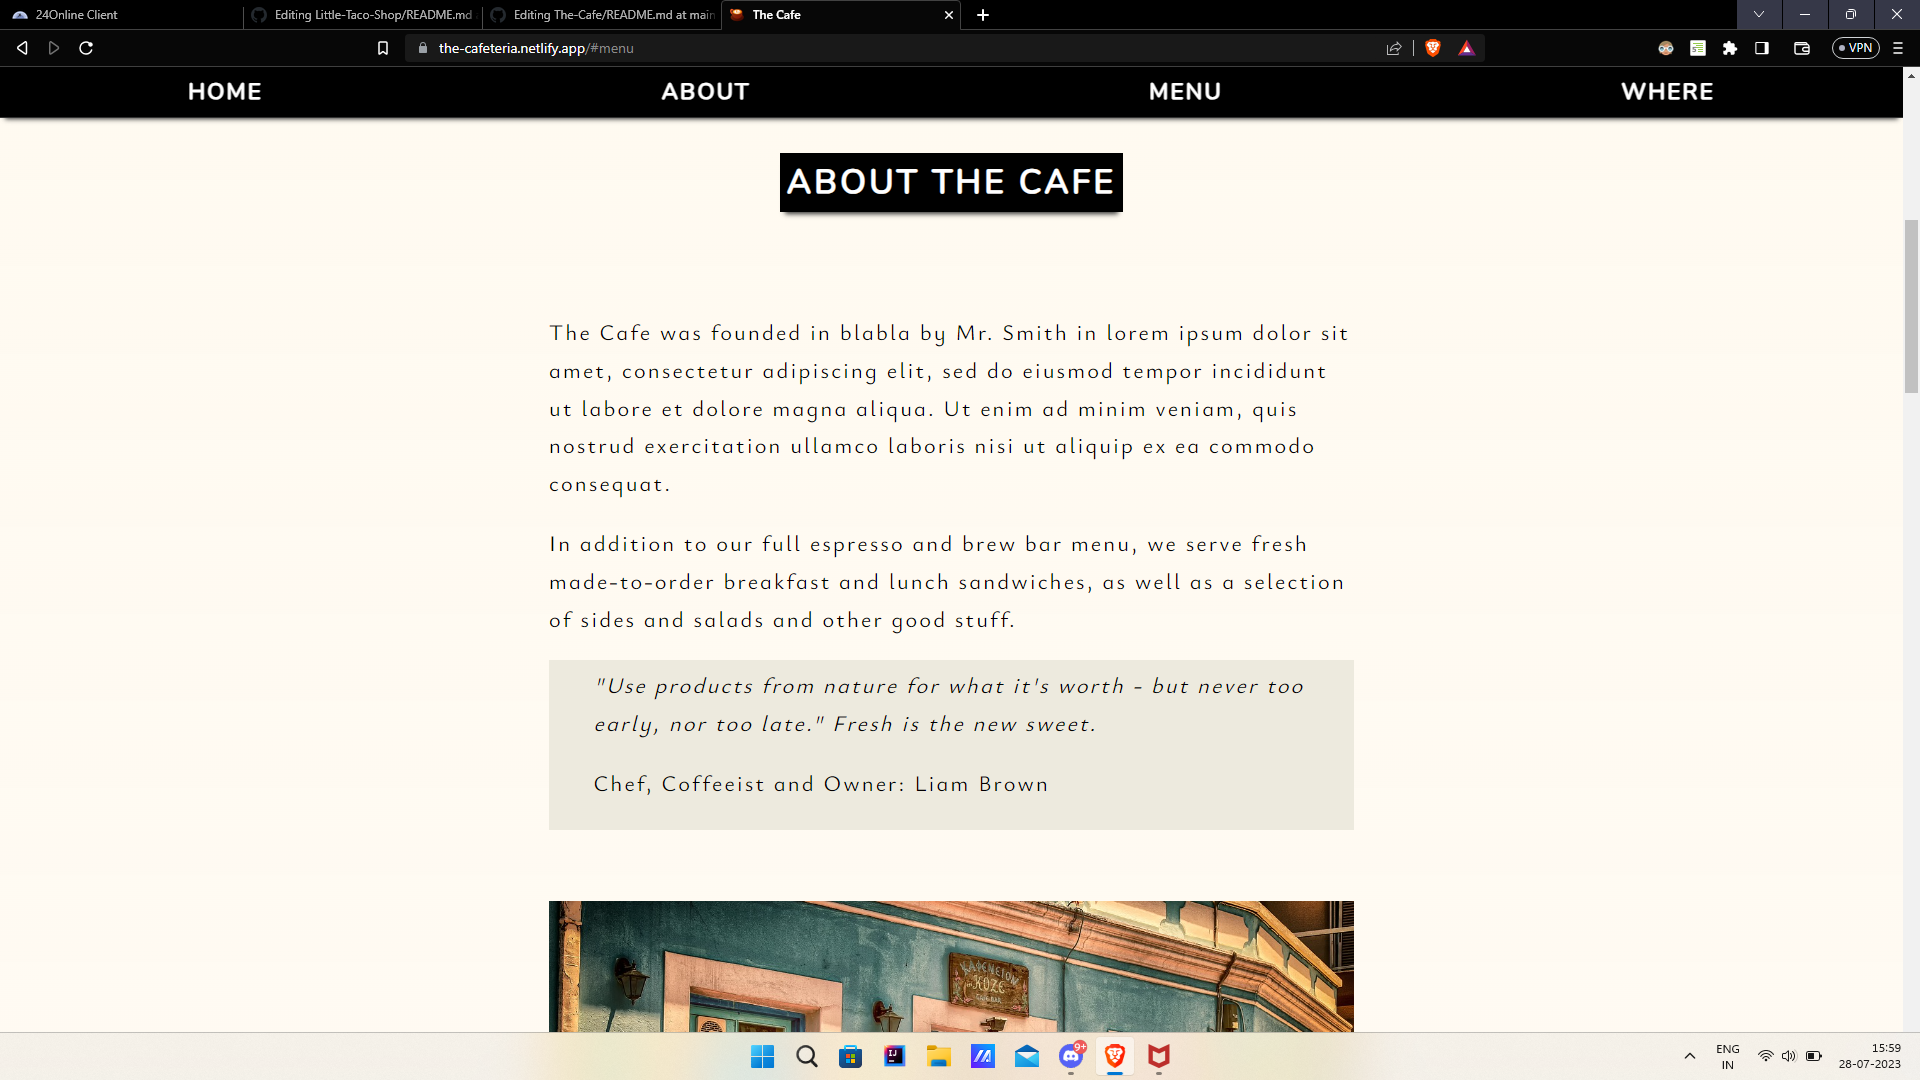 24Online Client
Editing Little-Taco-Shop/README.md
Editing The-Cafe/README.md at main
The Cafe
the-cafeteria.netlify.app/#menu
VPN
HOME
ABOUT
MENU
WHERE
ABOUT THE CAFE
The Cafe was founded in blabla by Mr. Smith in lorem ipsum dolor sit
amet, consectetur adipiscing elit, sed do eiusmod tempor incididunt
ut labore et dolore magna aliqua. Ut enim ad minim veniam, quis
nostrud exercitation ullamco laboris nisi ut aliquip ex ea commodo
consequat.
In addition to our full espresso and brew bar menu, we serve fresh
made-to-order breakfast and lunch sandwiches, as well as a selection
of sides and salads and other good stuff.
"Use products from nature for what it's worth - but never too
early, nor too late." Fresh is the new sweet.
Chef, Coffeeist and Owner: Liam Brown
ΚΑΦΕΝΕΙΟΝ
ENG
IN
15:59
28-07-2023
9+
IJ